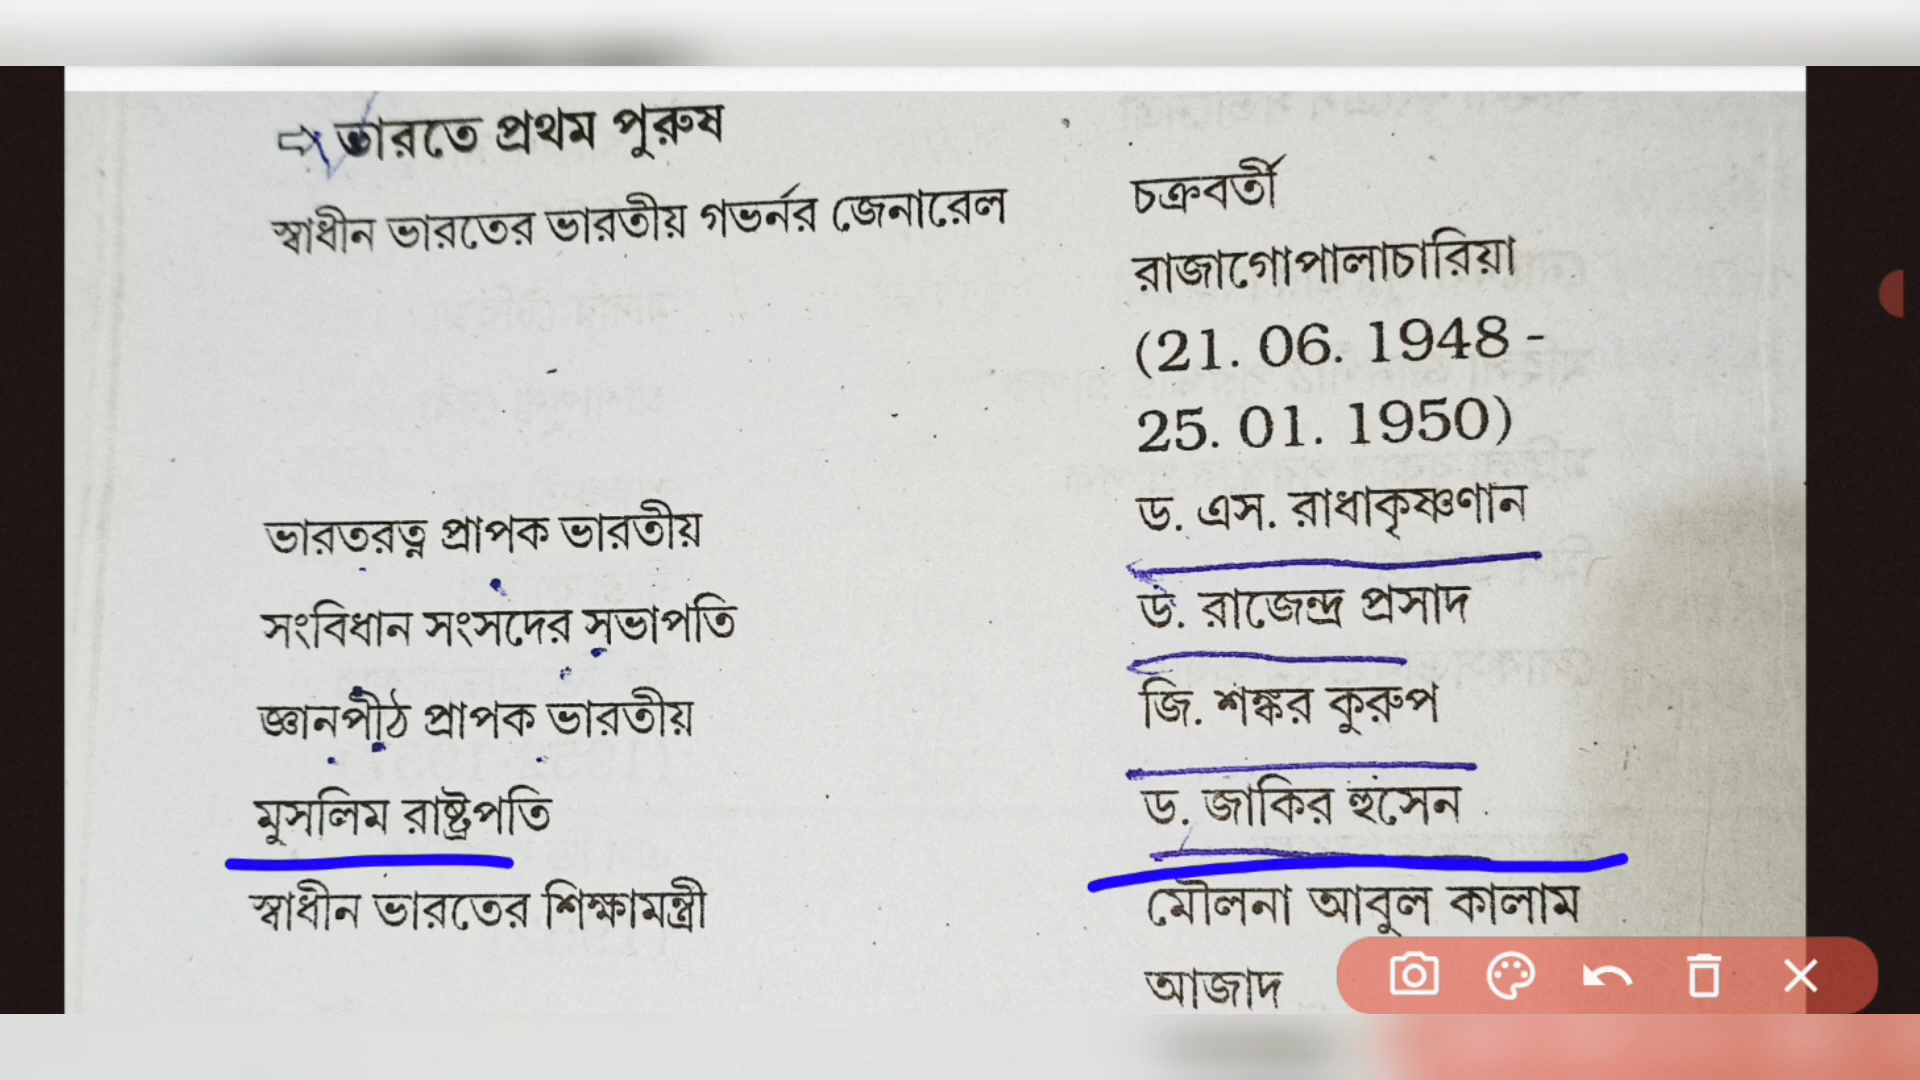 ⇨ ভারতে প্রথম পুরুষ
স্বাধীন ভারতের ভারতীয় গভর্নর জেনারেল
চক্রবর্তী
রাজাগোপালাচারিয়া
(21. 06. 1948 -
25. 01. 1950)
ভারতরত্ন প্রাপক ভারতীয়
ড. এস. রাধাকৃষ্ণণান
সংবিধান সংসদের সভাপতি
ড. রাজেন্দ্র প্রসাদ
জ্ঞানপীঠ প্রাপক ভারতীয়
জি. শঙ্কর কুরুপ
মুসলিম রাষ্ট্রপতি
ড. জাকির হুসেন
স্বাধীন ভারতের শিক্ষামন্ত্রী
মৌলনা আবুল কালাম
আজাদ